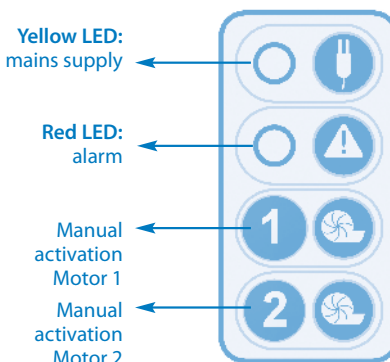 Yellow LED:
mains supply
Red LED:
alarm
Manual
activation
Motor 1
1
Manual
activation
Motor 2
2